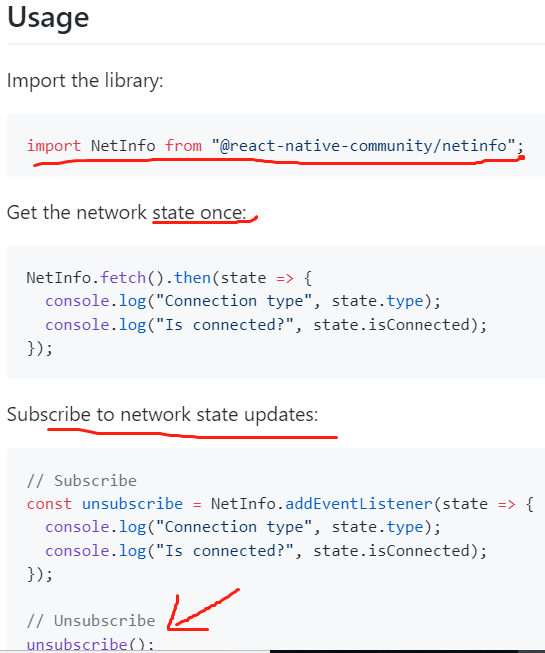 Usage
Import the library:
import NetInfo from "@react-native-community/netinfo";
Get the network state once:
NetInfo.fetch().then(state => {
  console.log("Connection type", state.type);
  console.log("Is connected?", state.isConnected);
});
Subscribe to network state updates:
// Subscribe
const unsubscribe = NetInfo.addEventListener(state => {
  console.log("Connection type", state.type);
  console.log("Is connected?", state.isConnected);
});
// Unsubscribe
unsubscribe();